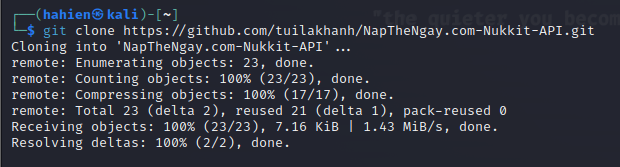 "the quieter you becom
┌──(hahien㉿kali)-[~]
└─$ git clone https://github.com/tuilakhanh/NapTheNgay.com-Nukkit-API.git
Cloning into 'NapTheNgay.com-Nukkit-API'...
remote: Enumerating objects: 23, done.
remote: Counting objects: 100% (23/23), done.
remote: Compressing objects: 100% (17/17), done.
remote: Total 23 (delta 2), reused 21 (delta 1), pack-reused 0
Receiving objects: 100% (23/23), 7.16 KiB | 1.43 MiB/s, done.
Resolving deltas: 100% (2/2), done.